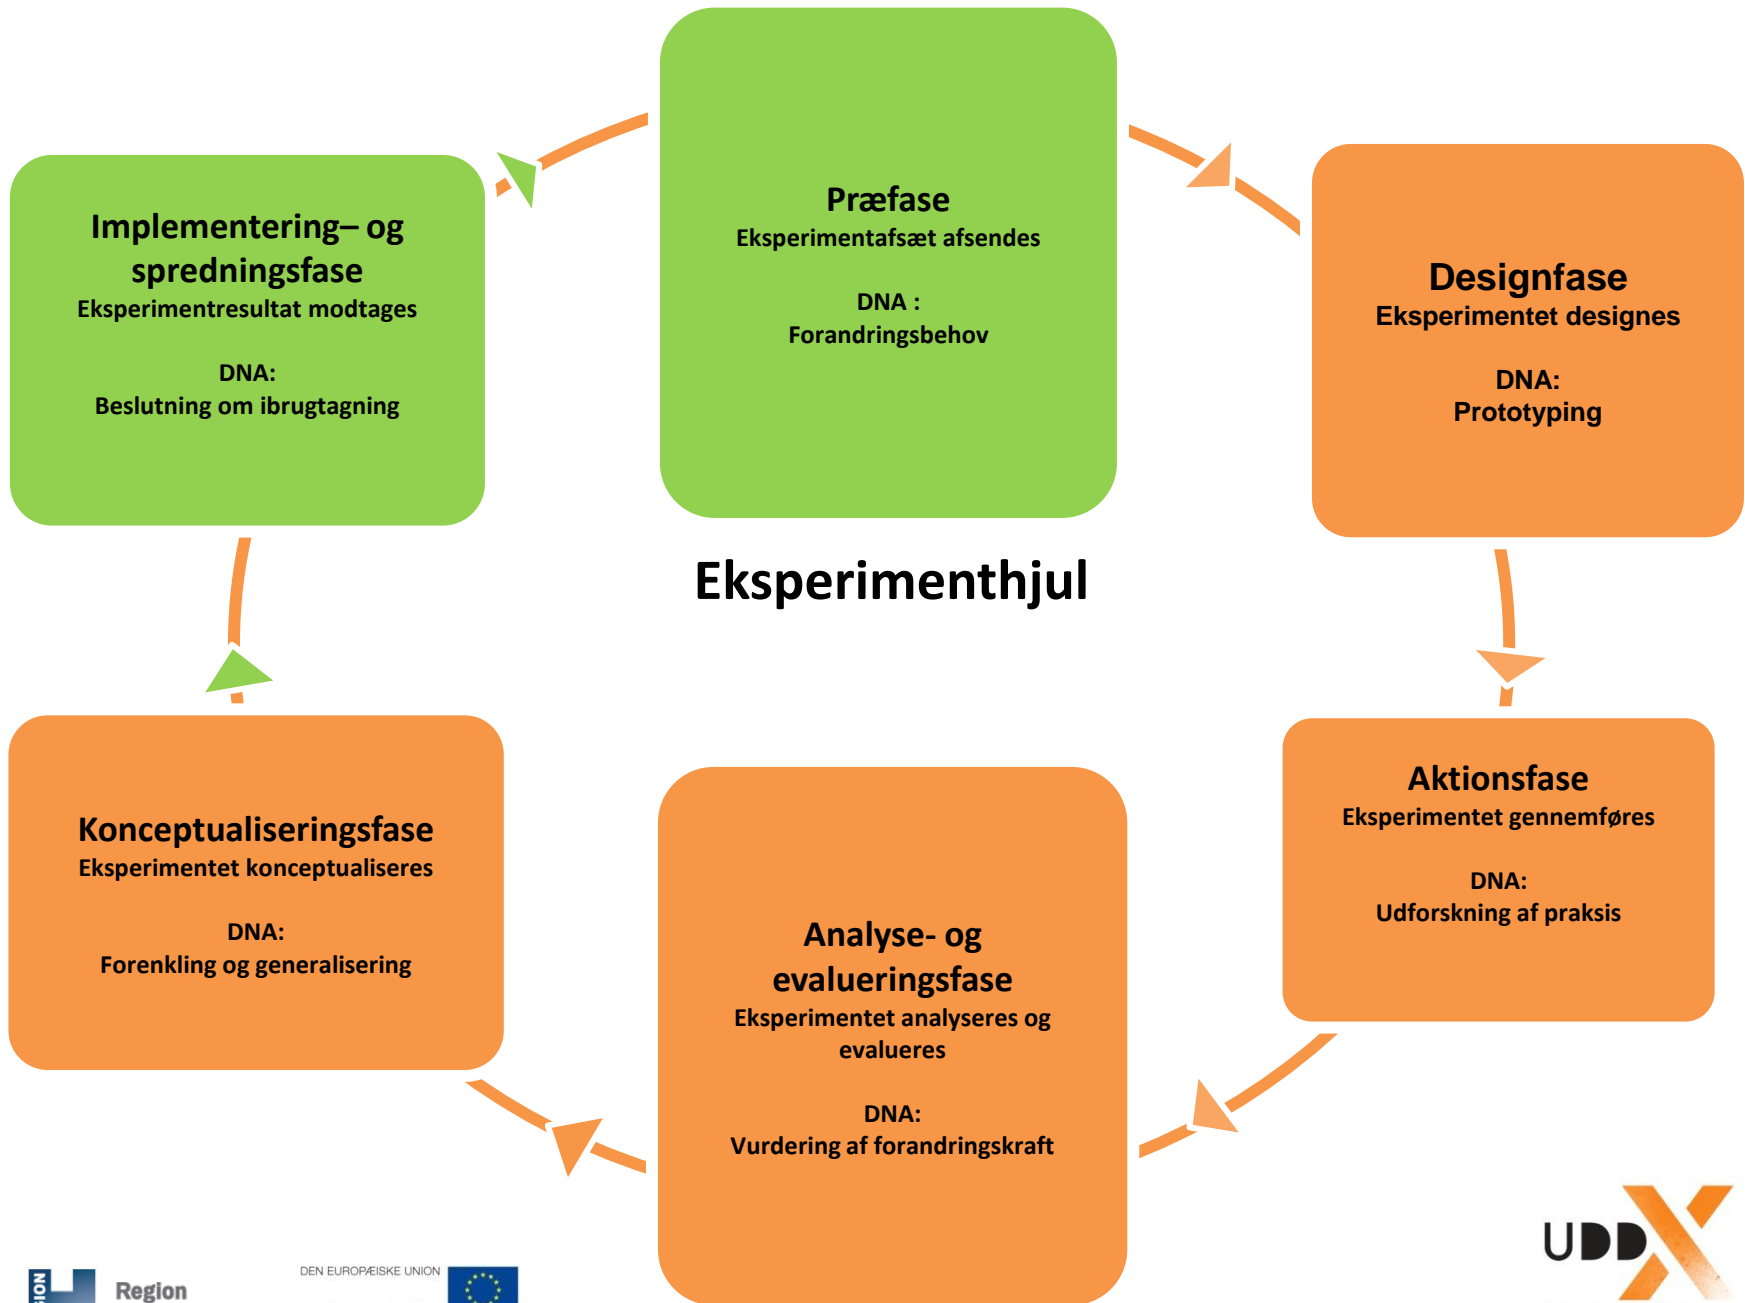 Præfase
Eksperimentafsæt afsendes
DNA :
Forandringsbehov
Designfase
Eksperimentet designes
DNA:
Prototyping
Implementering– og
spredningsfase
Eksperimentresultat modtages
DNA:
Beslutning om ibrugtagning
Eksperimenthjul
Aktionsfase
Eksperimentet gennemføres
DNA:
Udforskning af praksis
Konceptualiseringsfase
Eksperimentet konceptualiseres
DNA:
Forenkling og generalisering
Analyse- og
evalueringsfase
Eksperimentet analyseres og
evalueres
DNA:
Vurdering af forandringskraft
UDDX
DEN EUROPÆISKE UNION
Region